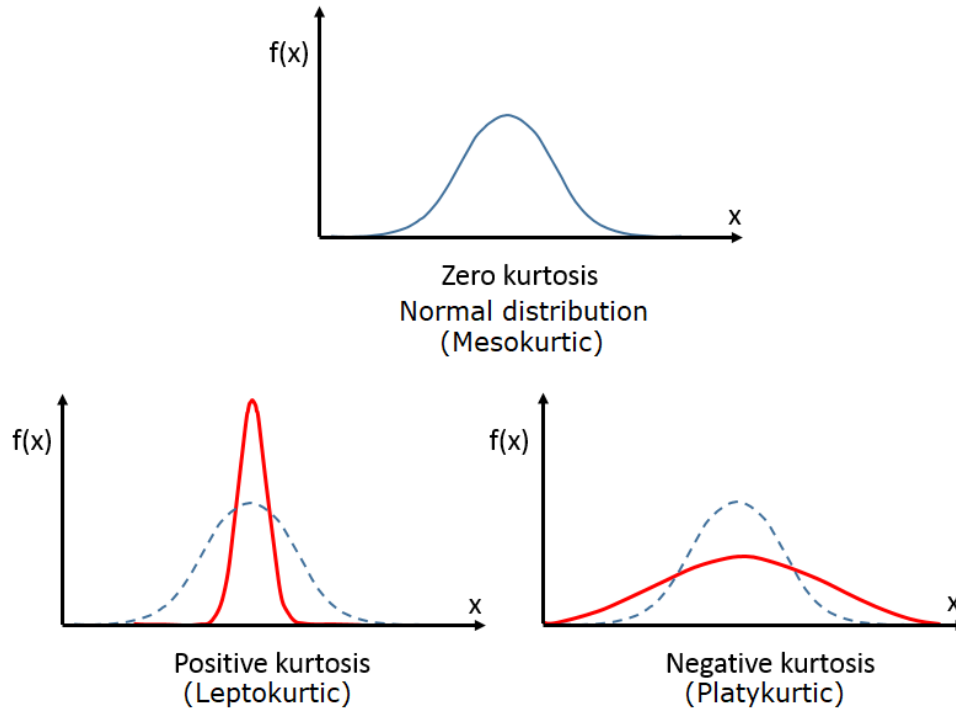 f(x)
x
Zero kurtosis
Normal distribution
(Mesokurtic)
f(x)
x
Positive kurtosis
(Leptokurtic)
f(x)
x
Negative kurtosis
(Platykurtic)